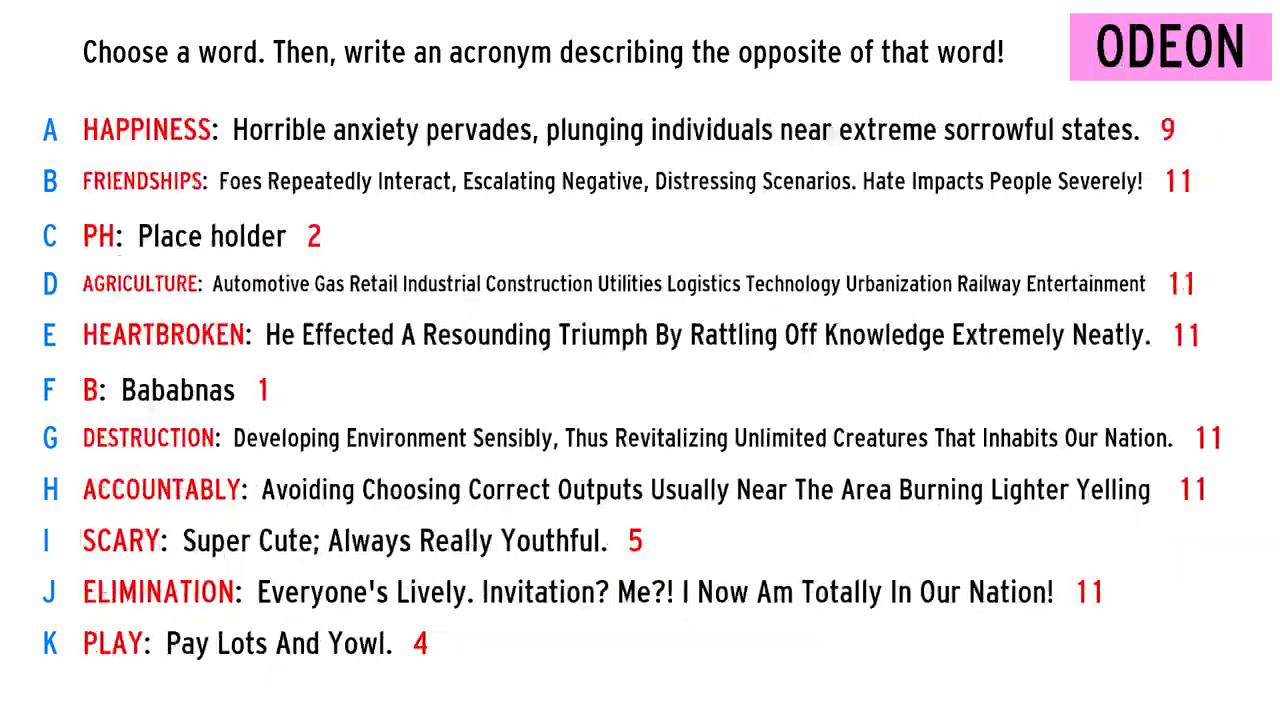 Choose a word. Then, write an acronym describing the opposite of that word!
ODEON
A HAPPINESS: Horrible anxiety pervades, plunging individuals near extreme sorrowful states. 9
B FRIENDSHIPS: Foes Repeatedly Interact, Escalating Negative, Distressing Scenarios. Hate Impacts People Severely! 11
C PH: Place holder 2
D AGRICULTURE: Automotive Gas Retail Industrial Construction Utilities Logistics Technology Urbanization Railway Entertainment 11
E HEARTBROKEN: He Effected A Resounding Triumph By Rattling Off Knowledge Extremely Neatly. 11
F B: Bababnas 1
G DESTRUCTION: Developing Environment Sensibly, Thus Revitalizing Unlimited Creatures That Inhabits Our Nation. 11
H ACCOUNTABLY: Avoiding Choosing Correct Outputs Usually Near The Area Burning Lighter Yelling 11
I SCARY: Super Cute; Always Really Youthful. 5
J ELIMINATION: Everyone's Lively. Invitation? Me?! I Now Am Totally In Our Nation! 11
K PLAY: Pay Lots And Yowl. 4